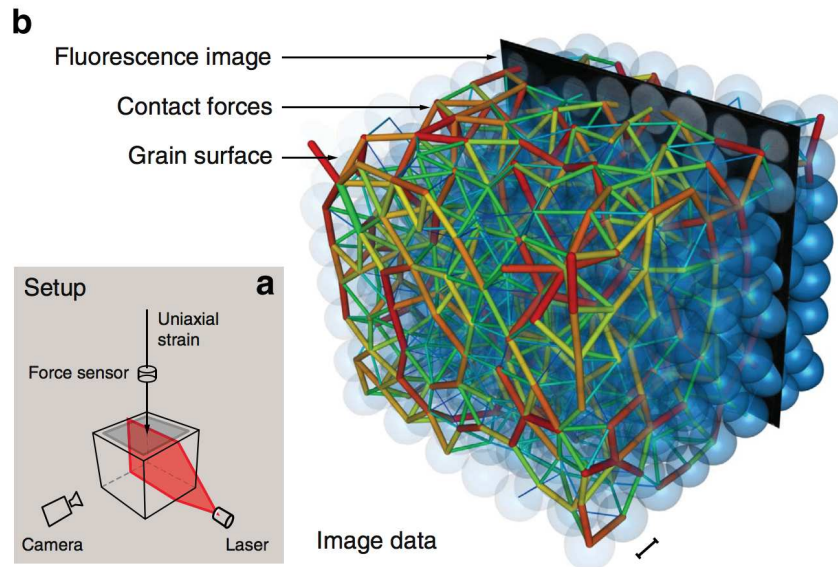 b
Fluorescence image
Contact forces
Grain surface
Setup
a
Uniaxial
strain
Force sensor
Camera
Laser
Image data